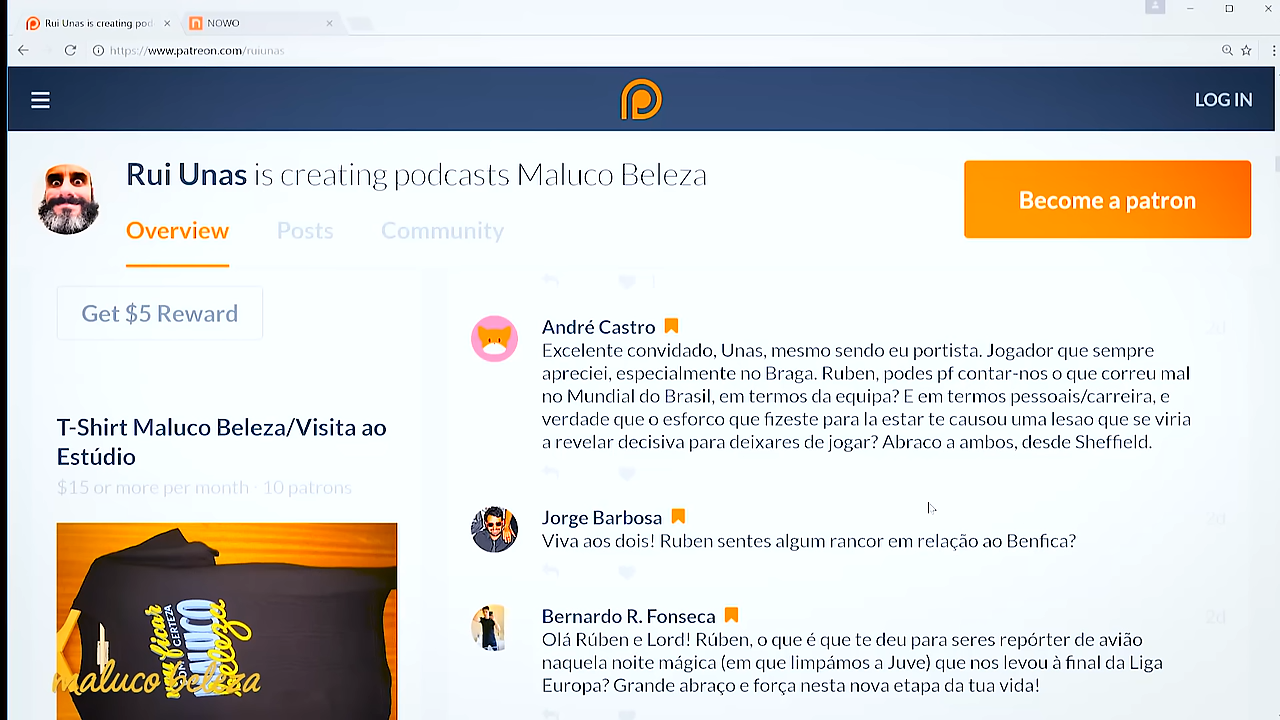 Rui Unas is creating pod
NOWO
https://www.patreon.com/ruiunas
LOG IN
Rui Unas is creating podcasts Maluco Beleza
Become a patron
Overview
Posts
Community
Get $5 Reward
T-Shirt Maluco Beleza/Visita ao
Estúdio
$15 or more per month · 10 patrons
maluco beleza
André Castro
2d
Excelente convidado, Unas, mesmo sendo eu portista. Jogador que sempre
apreciei, especialmente no Braga. Ruben, podes pf contar-nos o que correu mal
no Mundial do Brasil, em termos da equipa? E em termos pessoais/carreira, e
verdade que o esforco que fizeste para la estar te causou uma lesao que se viria
a revelar decisiva para deixares de jogar? Abraco a ambos, desde Sheffield.
Jorge Barbosa
2d
Viva aos dois! Ruben sentes algum rancor em relação ao Benfica?
Bernardo R. Fonseca
2d
Olá Rúben e Lord! Rúben, o que é que te deu para seres repórter de avião
naquela noite mágica (em que limpámos a Juve) que nos levou à final da Liga
Europa? Grande abraço e força nesta nova etapa da tua vida!